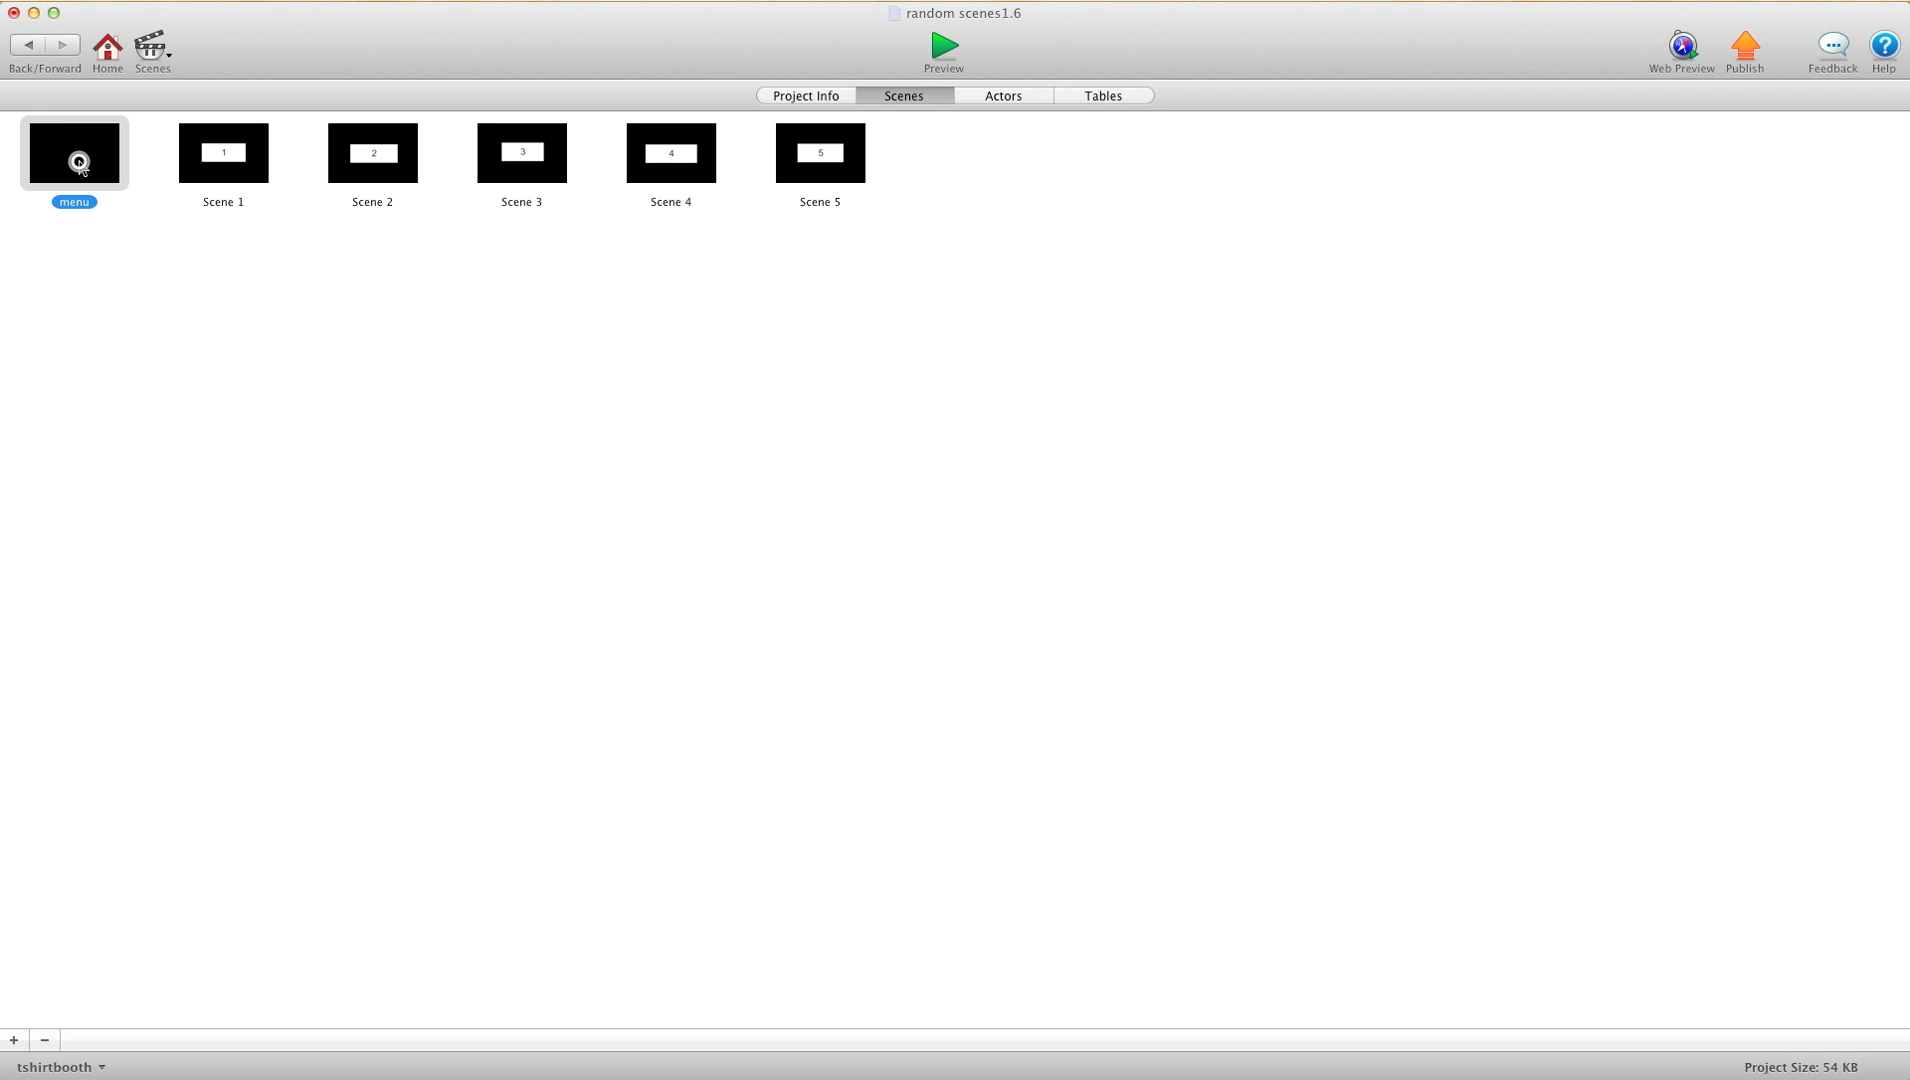 random scenes1.6
Back/Forward
Home
Scenes
Preview
Web Preview
Publish
Feedback
Help
Project Info
Scenes
Actors
Tables
1
2
3
4
5
menu
Scene 1
Scene 2
Scene 3
Scene 4
Scene 5
+
−
tshirtbooth
Project Size: 54 KB